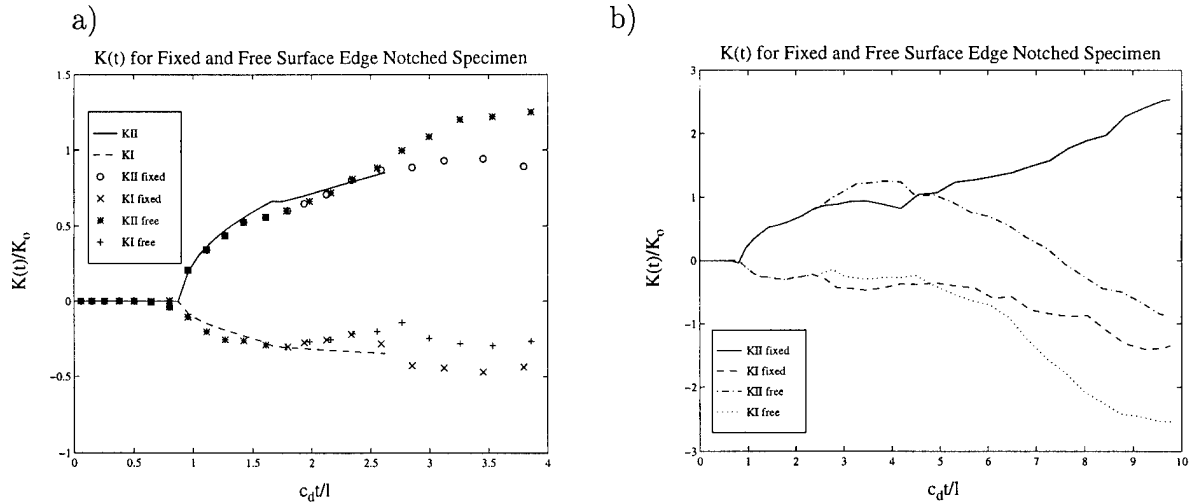 a)
K(t) for Fixed and Free Surface Edge Notched Specimen
1.5
1
0.5
0
-0.5
-1
K(t)/K₀
KII
KI
KII fixed
KI fixed
KII free
KI free
0 0.5 1 1.5 2 2.5 3 3.5 4
c_d t/l
b)
K(t) for Fixed and Free Surface Edge Notched Specimen
3
2
1
0
-1
-2
-3
K(t)/K₀
KII fixed
KI fixed
KII free
KI free
0 1 2 3 4 5 6 7 8 9 10
c_d t/l